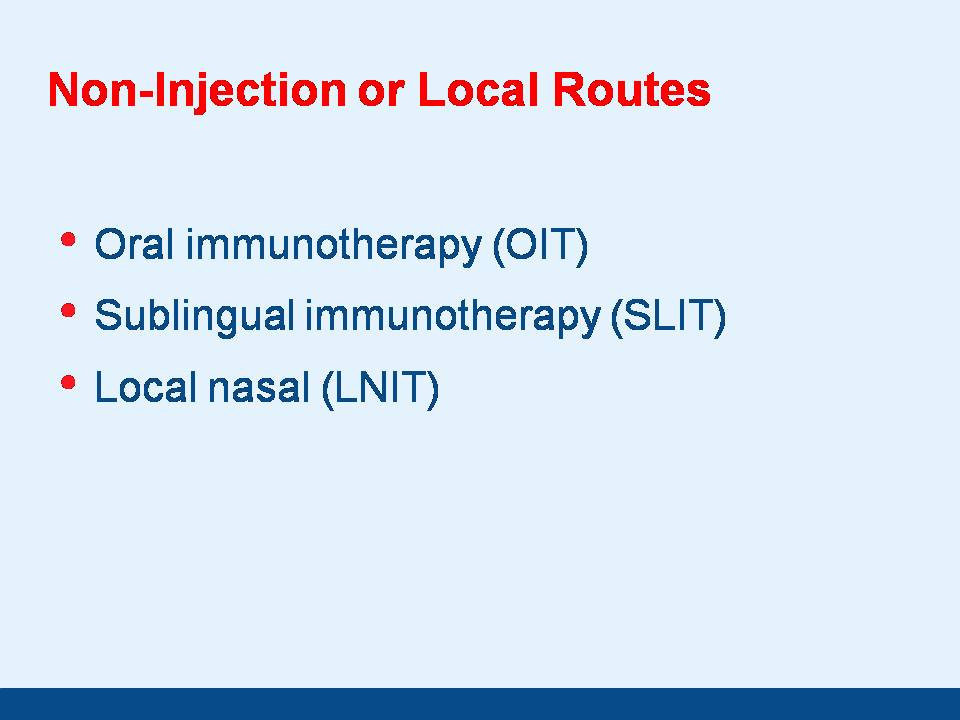 Non-Injection or Local Routes
• Oral immunotherapy (OIT)
• Sublingual immunotherapy (SLIT)
• Local nasal (LNIT)